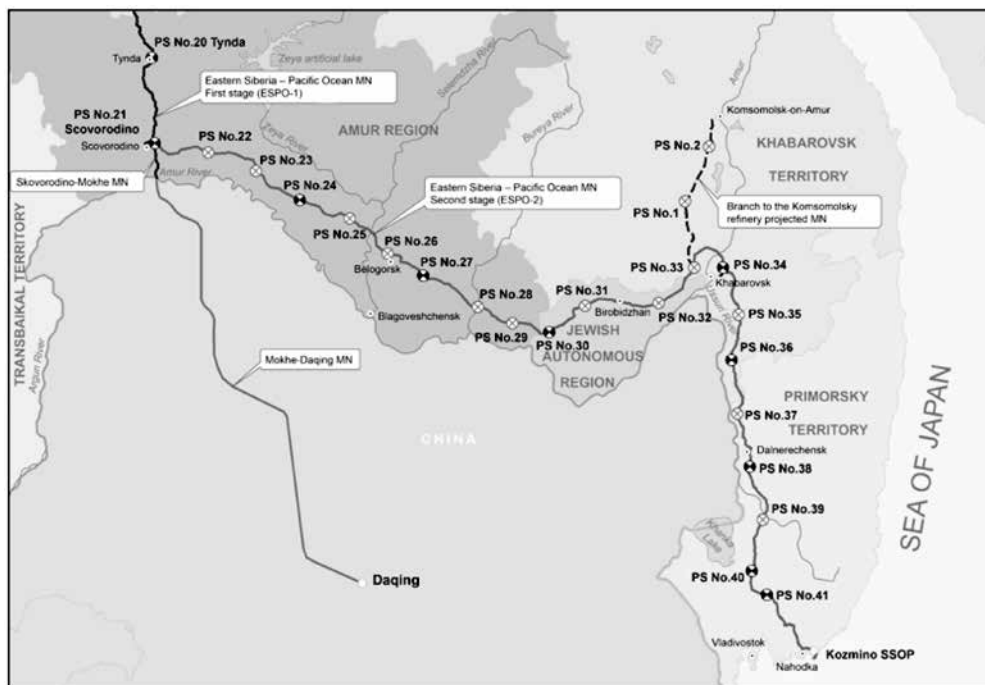 PS No.20 Tynda
Tynda
Zeya artificial lake
Eastern Siberia – Pacific Ocean MN
First stage (ESPO-1)
Selemdzha River
Amur
Komsomolsk-on-Amur
PS No.21
Scovorodino
Scovorodino
PS No.22
PS No.23
Zeya River
AMUR REGION
Bureya River
PS No.2
KHABAROVSK
TERRITORY
Skovorodino-Mokhe MN
Amur River
PS No.24
Eastern Siberia – Pacific Ocean MN
Second stage (ESPO-2)
Branch to the Komsomolsky
refinery projected MN
PS No.1
TRANSBAIKAL TERRITORY
PS No.25
PS No.26
Belogorsk
PS No.27
PS No.33
PS No.34
Khabarovsk
PS No.28
PS No.31
Birobidzhan
PS No.32
Ussuri River
PS No.35
Blagoveshchensk
PS No.29
PS No.30
JEWISH
AUTONOMOUS
REGION
Argun River
Mokhe-Daqing MN
PS No.36
PRIMORSKY
TERRITORY
PS No.37
CHINA
Dalnerechensk
PS No.38
SEA OF JAPAN
PS No.39
Khanka
Lake
Daqing
PS No.40
PS No.41
Vladivostok
Nahodka
Kozmino SSOP